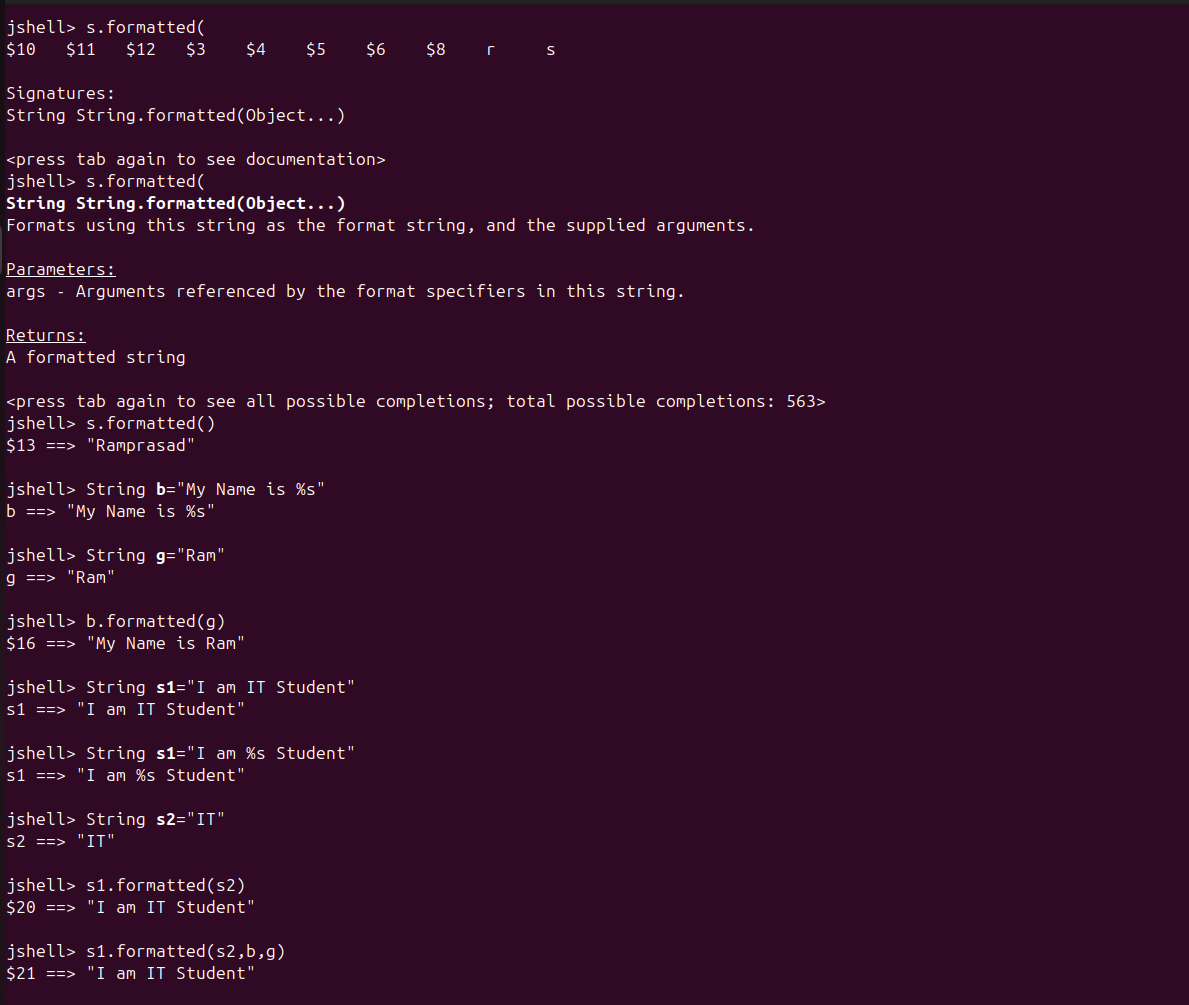 jshell> s.formatted(
$10   $11   $12   $3    $4    $5    $6    $8    r     s
Signatures:
String String.formatted(Object...)
<press tab again to see documentation>
jshell> s.formatted(
String String.formatted(Object...)
Formats using this string as the format string, and the supplied arguments.
Parameters:
args - Arguments referenced by the format specifiers in this string.
Returns:
A formatted string
<press tab again to see all possible completions; total possible completions: 563>
jshell> s.formatted()
$13 ==> "Ramprasad"
jshell> String b="My Name is %s"
b ==> "My Name is %s"
jshell> String g="Ram"
g ==> "Ram"
jshell> b.formatted(g)
$16 ==> "My Name is Ram"
jshell> String s1="I am IT Student"
s1 ==> "I am IT Student"
jshell> String s1="I am %s Student"
s1 ==> "I am %s Student"
jshell> String s2="IT"
s2 ==> "IT"
jshell> s1.formatted(s2)
$20 ==> "I am IT Student"
jshell> s1.formatted(s2,b,g)
$21 ==> "I am IT Student"